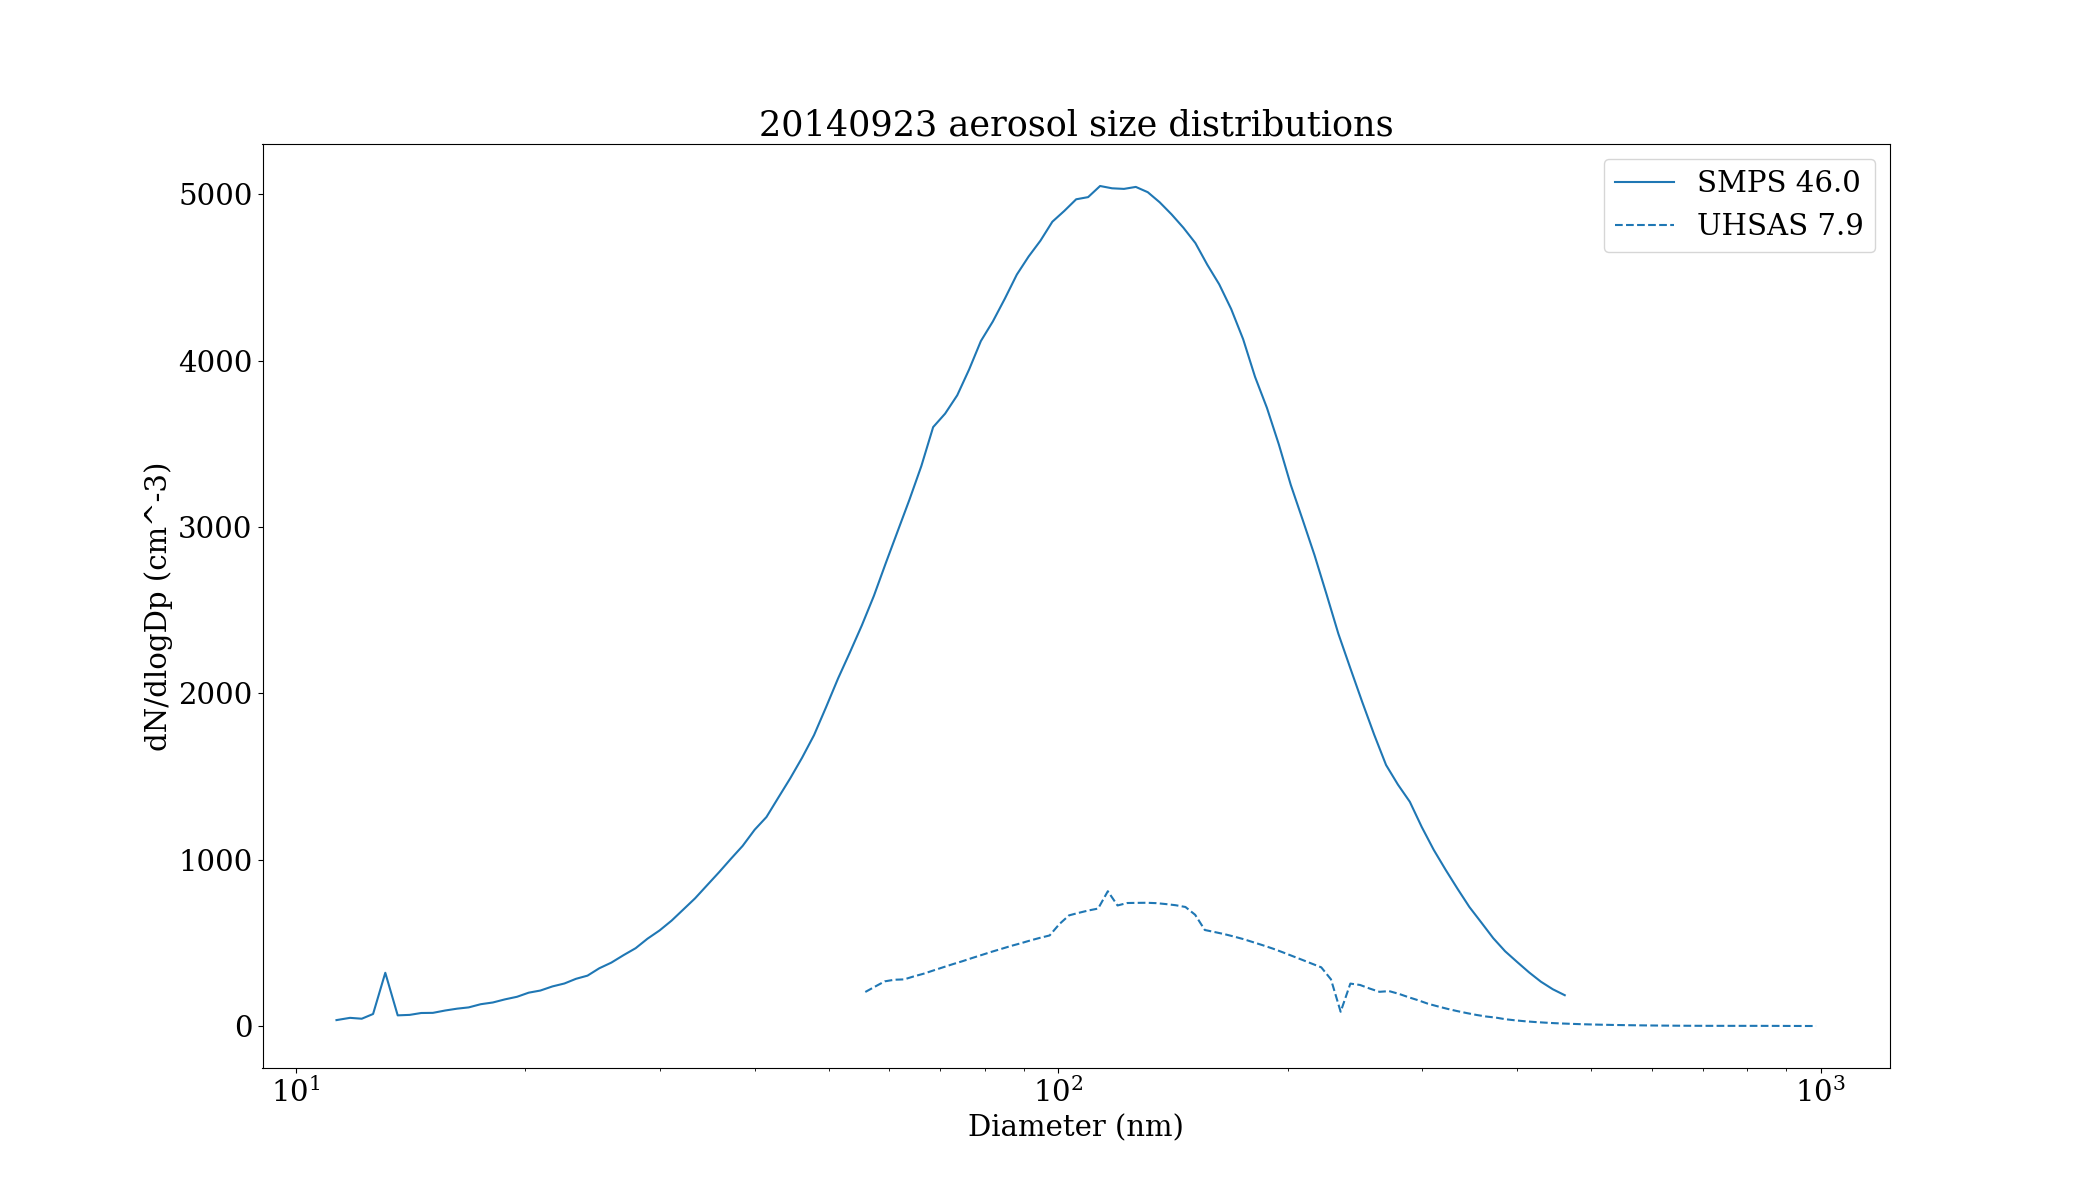 20140923 aerosol size distributions
SMPS 46.0
UHSAS 7.9
dN/dlogDp (cm^-3)
5000
4000
3000
2000
1000
0
10¹ 10² 10³
Diameter (nm)